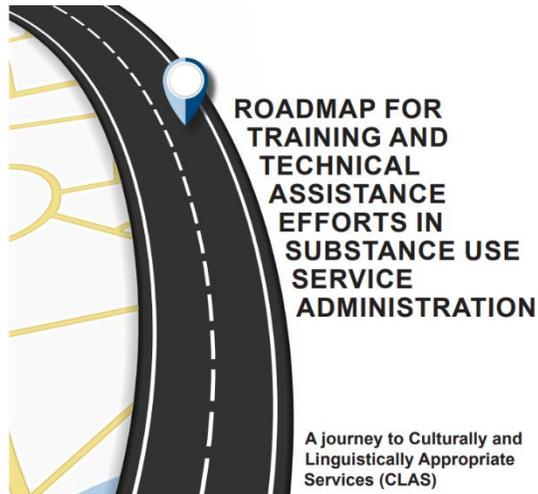 ROADMAP FOR
TRAINING AND
TECHNICAL
ASSISTANCE
EFFORTS IN
SUBSTANCE USE
SERVICE
ADMINISTRATION
A journey to Culturally and
Linguistically Appropriate
Services (CLAS)